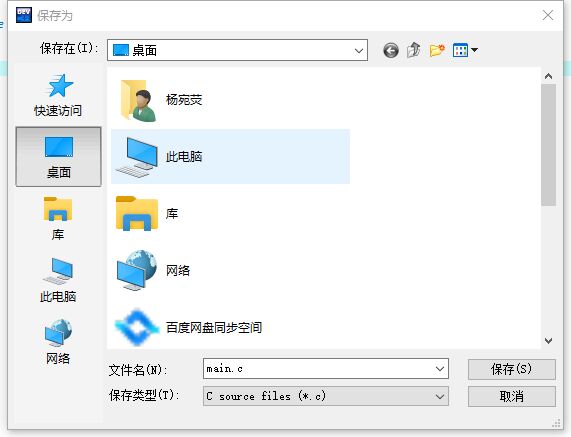 保存为
保存在(I):
桌面
快速访问
桌面
库
此电脑
网络
杨宛荧
此电脑
库
网络
百度网盘同步空间
文件名(N):
main.c
保存(S)
保存类型(T):
C source files (*.c)
取消